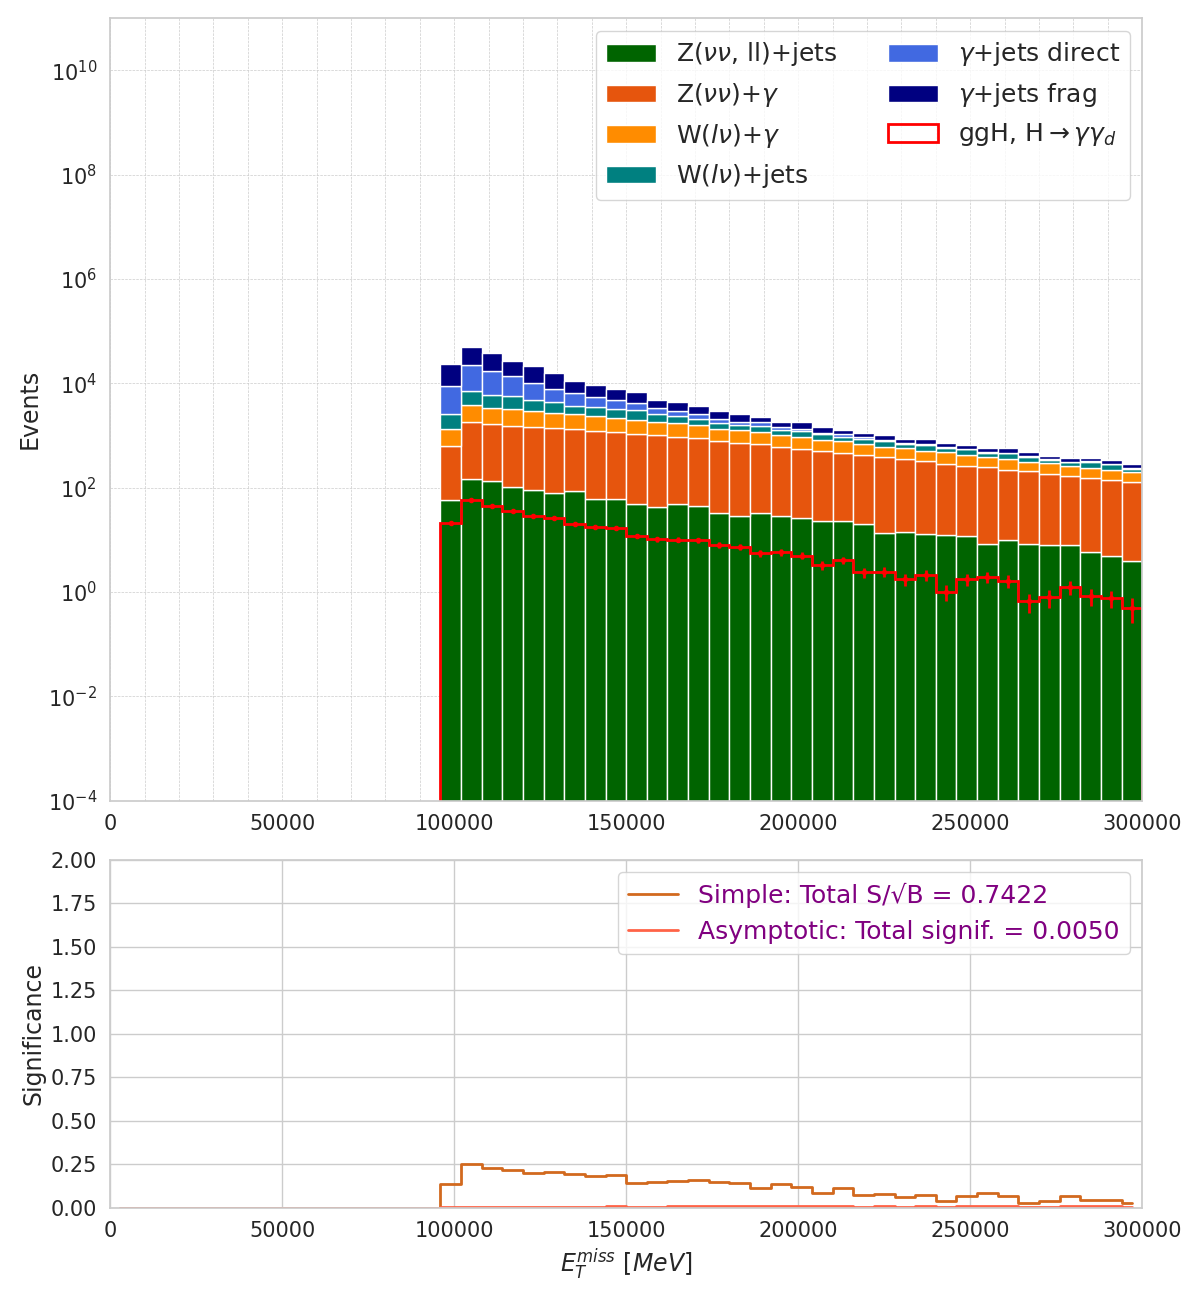 Events
10^10
10^8
10^6
10^4
10^2
10^0
10^−2
10^−4
Z(νν, ll)+jets
Z(νν)+γ
W(lν)+γ
W(lν)+jets
γ+jets direct
γ+jets frag
ggH, H→γγ_d
0 50000 100000 150000 200000 250000 300000
Significance
2.00
1.75
1.50
1.25
1.00
0.75
0.50
0.25
0.00
Simple: Total S/√B = 0.7422
Asymptotic: Total signif. = 0.0050
0 50000 100000 150000 200000 250000 300000
E_T^miss [MeV]